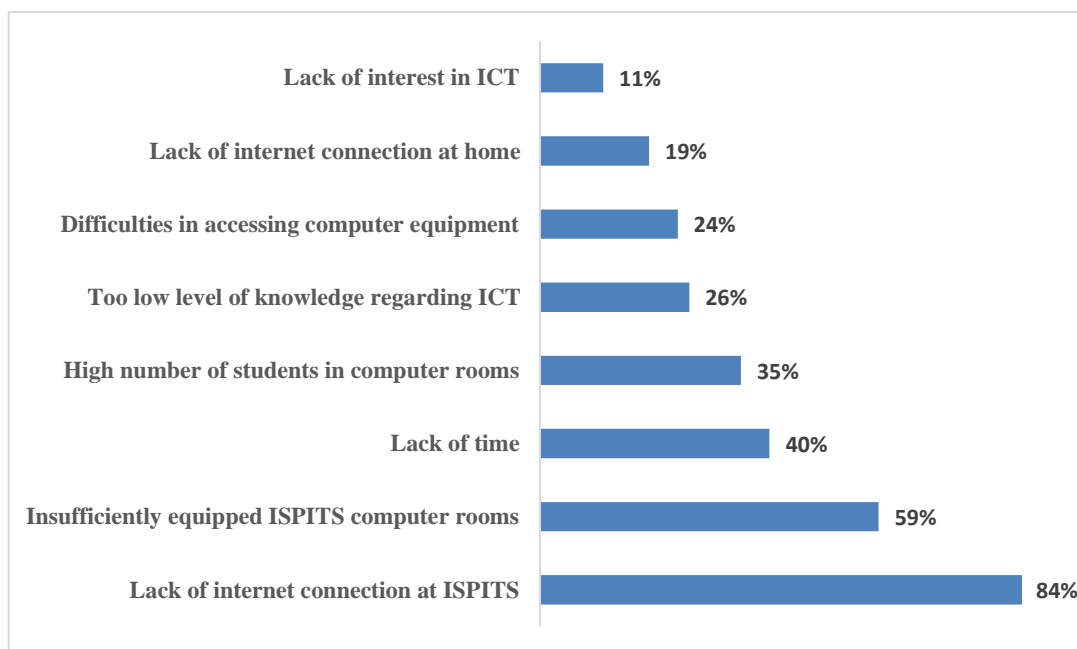 Lack of interest in ICT 11%
Lack of internet connection at home 19%
Difficulties in accessing computer equipment 24%
Too low level of knowledge regarding ICT 26%
High number of students in computer rooms 35%
Lack of time 40%
Insufficiently equipped ISPITS computer rooms 59%
Lack of internet connection at ISPITS 84%